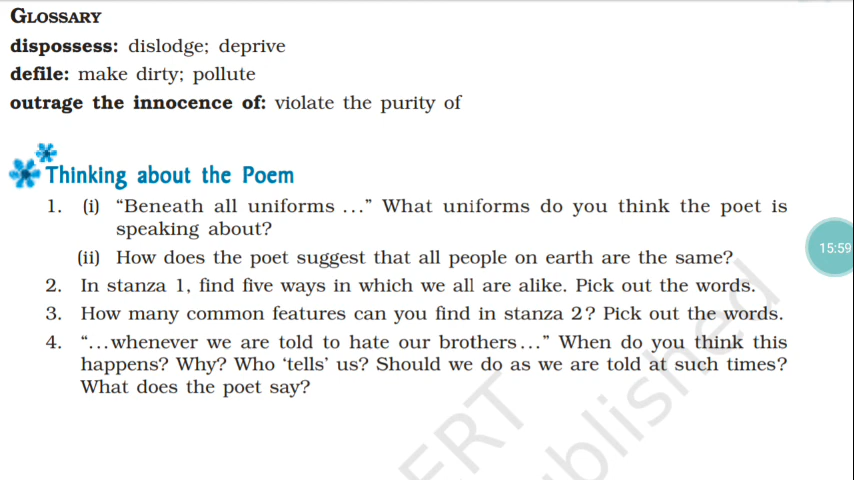 GLOSSARY
dispossess: dislodge; deprive
defile: make dirty; pollute
outrage the innocence of: violate the purity of
Thinking about the Poem
1. (i) “Beneath all uniforms ...” What uniforms do you think the poet is
speaking about?
15:59
(ii) How does the poet suggest that all people on earth are the same?
2. In stanza 1, find five ways in which we all are alike. Pick out the words.
3. How many common features can you find in stanza 2? Pick out the words.
4. “...whenever we are told to hate our brothers...” When do you think this
happens? Why? Who ‘tells’ us? Should we do as we are told at such times?
What does the poet say?
ERT
ublished